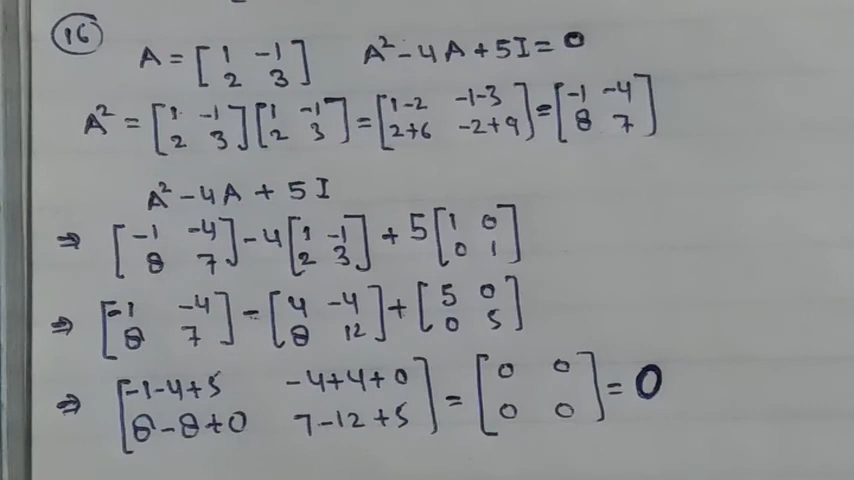 16
A = [1 -1; 2 3] A² - 4A + 5I = 0
A² = [1 -1; 2 3] [1 -1; 2 3] = [1-2 -1-3; 2+6 -2+9] = [-1 -4; 8 7]
A² - 4A + 5I
⇒ [-1 -4; 8 7] - 4 [1 -1; 2 3] + 5 [1 0; 0 1]
⇒ [-1 -4; 8 7] - [4 -4; 8 12] + [5 0; 0 5]
⇒ [-1-4+5 -4+4+0; 8-8+0 7-12+5] = [0 0; 0 0] = 0